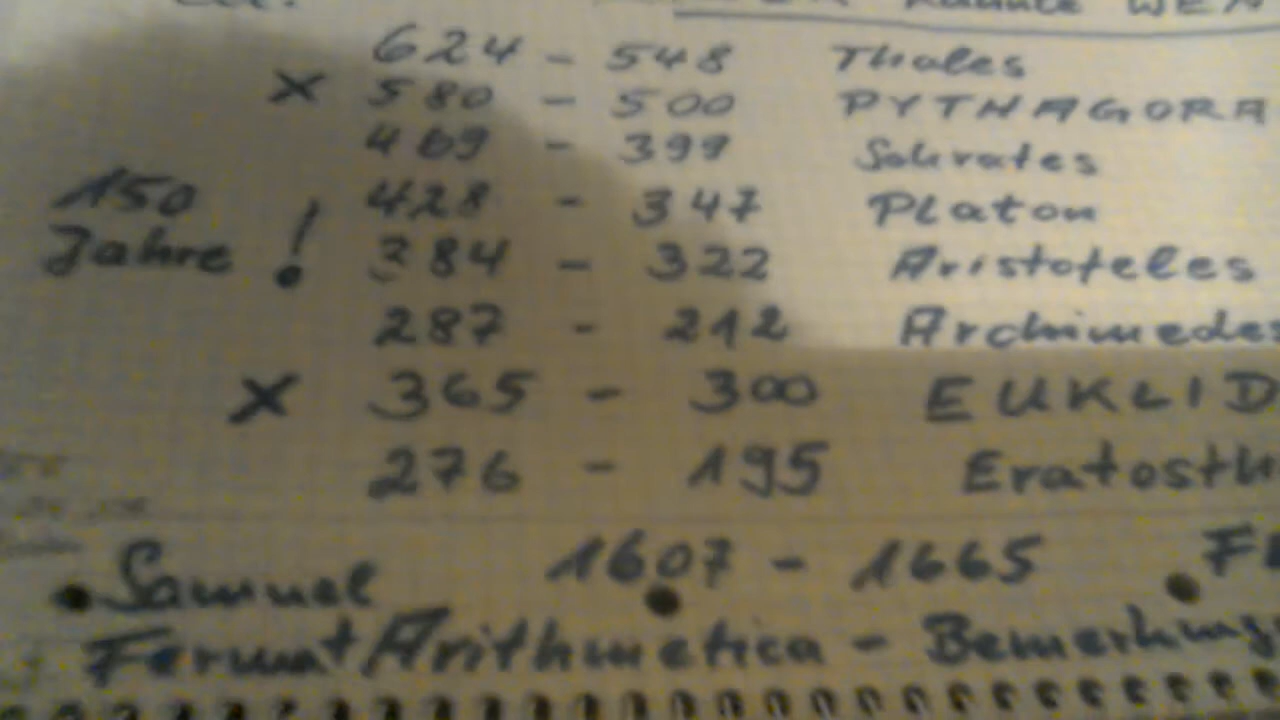 624 - 548 Thales
X 580 - 500 PYTHAGORA
469 - 399 Sokrates
150 428 - 347 Platon
Jahre ! 384 - 322 Aristoteles
287 - 212 Archimedes
X 365 - 300 EUKLID
276 - 195 Eratosth
Samuel 1607 - 1665 FE
Fermat Arithmetica - Bemerkung